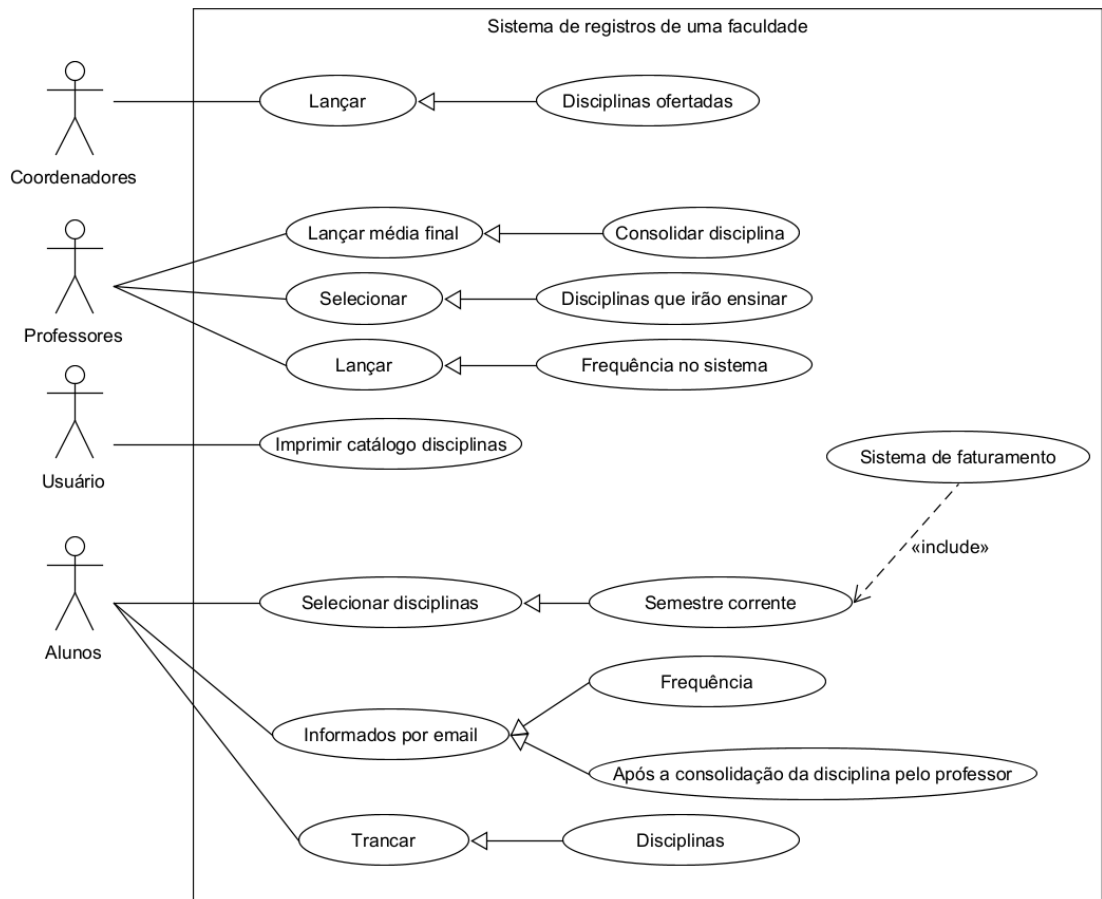 Sistema de registros de uma faculdade
Lançar
Disciplinas ofertadas
Coordenadores
Lançar média final
Consolidar disciplina
Selecionar
Disciplinas que irão ensinar
Professores
Lançar
Frequência no sistema
Imprimir catálogo disciplinas
Sistema de faturamento
Usuário
«include»
Selecionar disciplinas
Semestre corrente
Alunos
Frequência
Informados por email
Após a consolidação da disciplina pelo professor
Trancar
Disciplinas